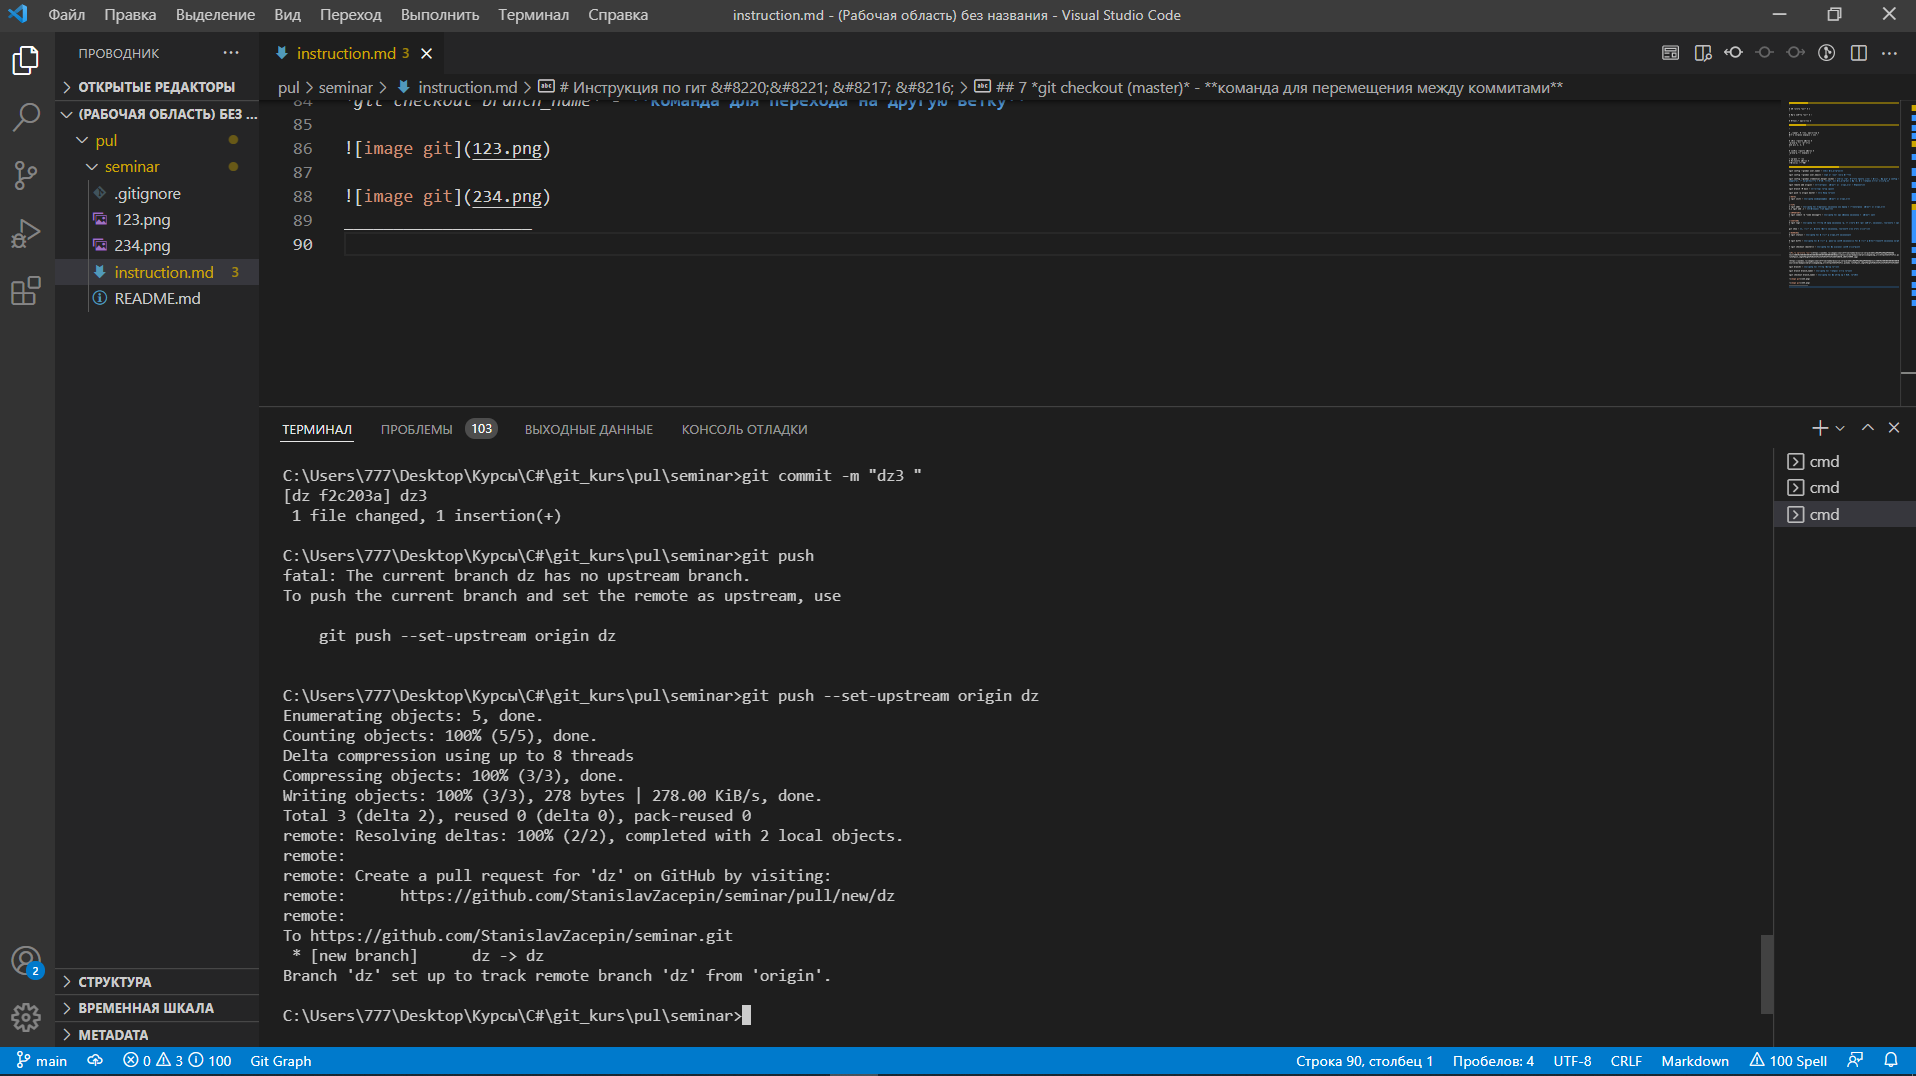 Файл Правка Выделение Вид Переход Выполнить Терминал Справка
instruction.md - (Рабочая область) без названия - Visual Studio Code
ПРОВОДНИК ...
ОТКРЫТЫЕ РЕДАКТОРЫ
(РАБОЧАЯ ОБЛАСТЬ) БЕЗ ...
pul
seminar
.gitignore
123.png
234.png
instruction.md 3
README.md
СТРУКТУРА
ВРЕМЕННАЯ ШКАЛА
METADATA
instruction.md 3
pul > seminar > instruction.md > # Инструкция по гит &#8220;&#8221; &#8217; &#8216; > ## 7 *git checkout (master)* - **команда для перемещения между коммитами**
84 *git checkout branch_name* - **команда для перехода на другую ветку**
85
86 ![image git](123.png)
87
88 ![image git](234.png)
89 _____________________
90
ТЕРМИНАЛ ПРОБЛЕМЫ 103 ВЫХОДНЫЕ ДАННЫЕ КОНСОЛЬ ОТЛАДКИ
C:\Users\777\Desktop\Курсы\C#\git_kurs\pul\seminar>git commit -m "dz3 "
[dz f2c203a] dz3
1 file changed, 1 insertion(+)
C:\Users\777\Desktop\Курсы\C#\git_kurs\pul\seminar>git push
fatal: The current branch dz has no upstream branch.
To push the current branch and set the remote as upstream, use
git push --set-upstream origin dz
C:\Users\777\Desktop\Курсы\C#\git_kurs\pul\seminar>git push --set-upstream origin dz
Enumerating objects: 5, done.
Counting objects: 100% (5/5), done.
Delta compression using up to 8 threads
Compressing objects: 100% (3/3), done.
Writing objects: 100% (3/3), 278 bytes | 278.00 KiB/s, done.
Total 3 (delta 2), reused 0 (delta 0), pack-reused 0
remote: Resolving deltas: 100% (2/2), completed with 2 local objects.
remote:
remote: Create a pull request for 'dz' on GitHub by visiting:
remote:      https://github.com/StanislavZacepin/seminar/pull/new/dz
remote:
To https://github.com/StanislavZacepin/seminar.git
* [new branch]      dz -> dz
Branch 'dz' set up to track remote branch 'dz' from 'origin'.
C:\Users\777\Desktop\Курсы\C#\git_kurs\pul\seminar>
cmd
cmd
cmd
2
main 0 3 100 Git Graph
Строка 90, столбец 1 Пробелов: 4 UTF-8 CRLF Markdown 100 Spell